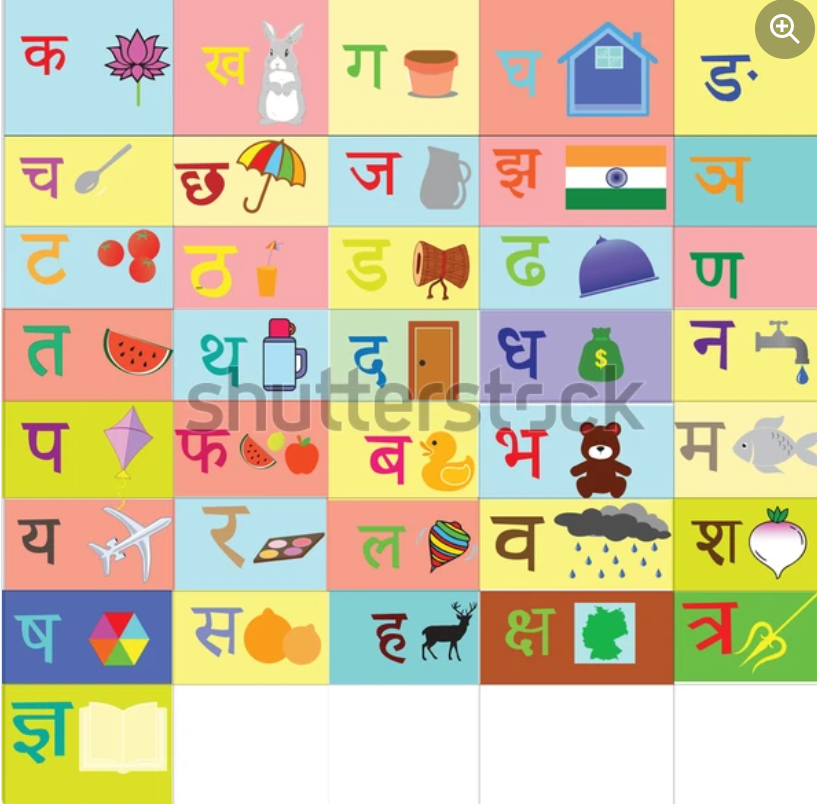 क ख ग घ ङ
च छ ज झ ञ
ट ठ ड ढ ण
त थ द ध $ न
shutterstock
प फ ब भ म
य र ल व श
ष स ह क्ष त्र
ज्ञ